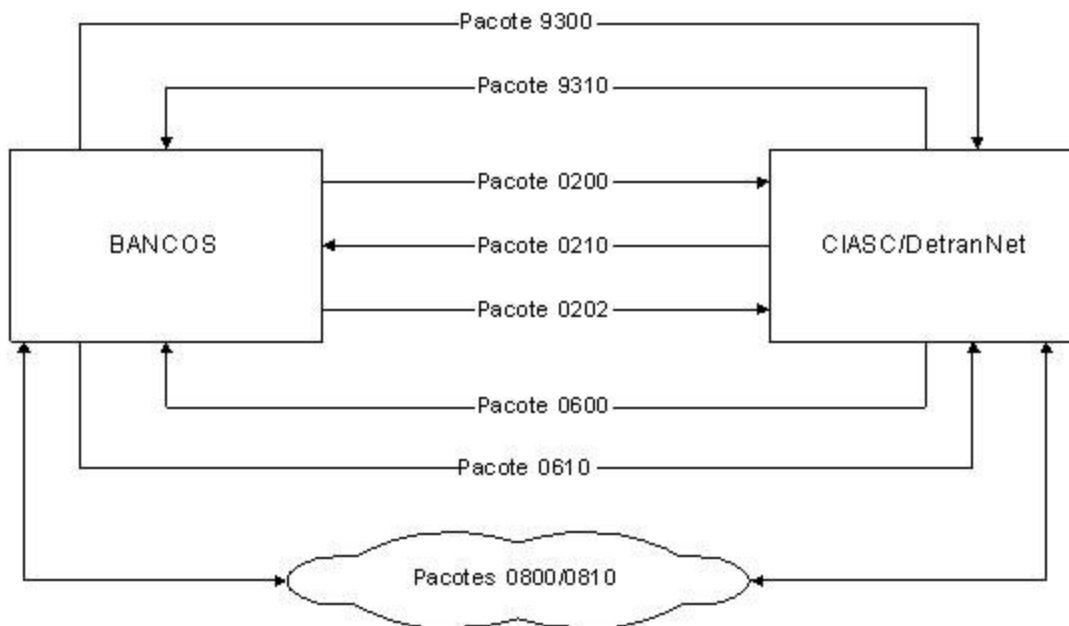 Pacote 9300
Pacote 9310
Pacote 0200
BANCOS
Pacote 0210
CIASC/DetranNet
Pacote 0202
Pacote 0600
Pacote 0610
Pacotes 0800/0810